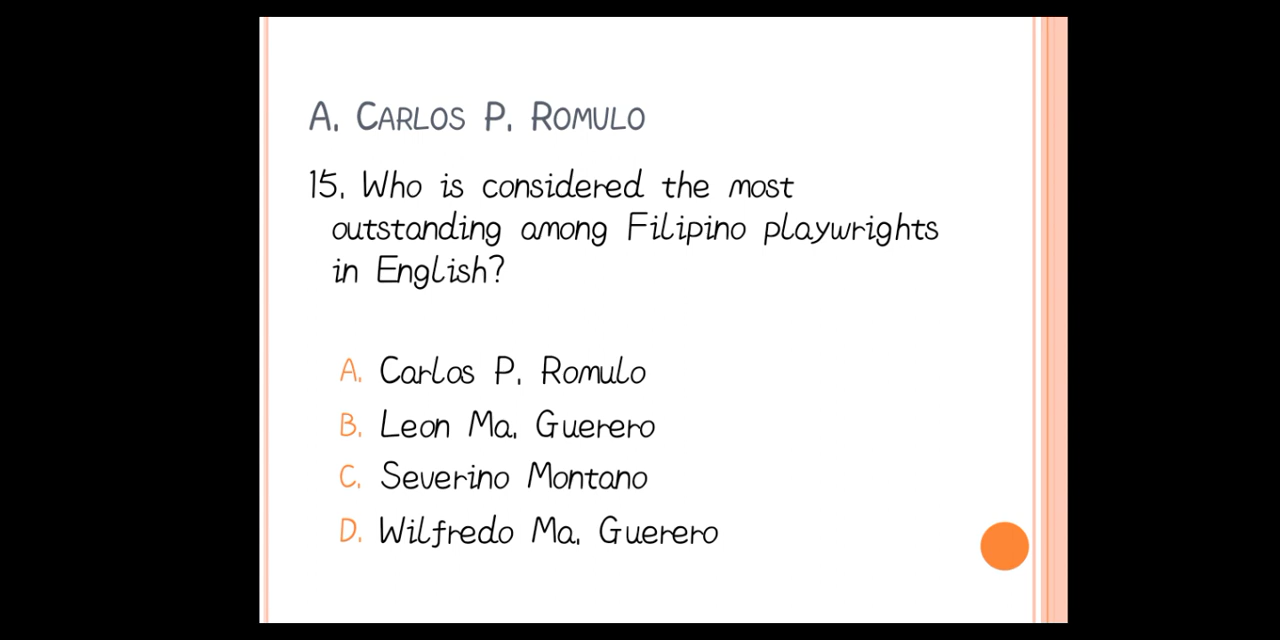 A. CARLOS P. ROMULO
15. Who is considered the most
outstanding among Filipino playwrights
in English?
A. Carlos P. Romulo
B. Leon Ma. Guerero
C. Severino Montano
D. Wilfredo Ma. Guerero